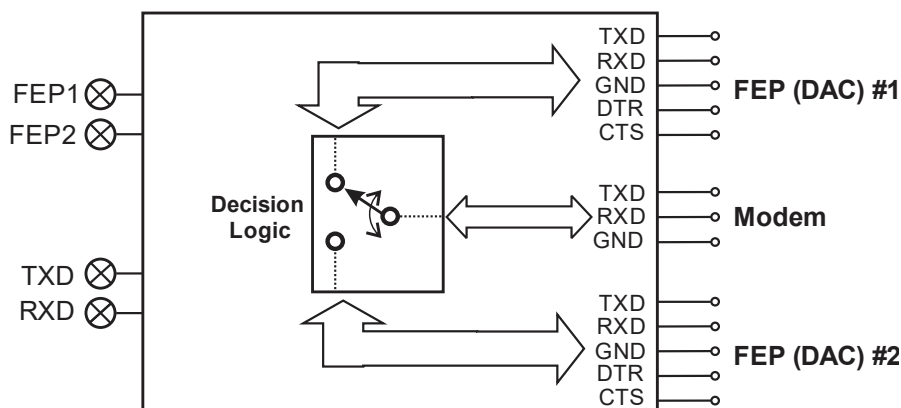 FEP1
FEP2
TXD
RXD
Decision
Logic
TXD
RXD
GND
DTR
CTS
FEP (DAC) #1
TXD
RXD
GND
Modem
TXD
RXD
GND
DTR
CTS
FEP (DAC) #2